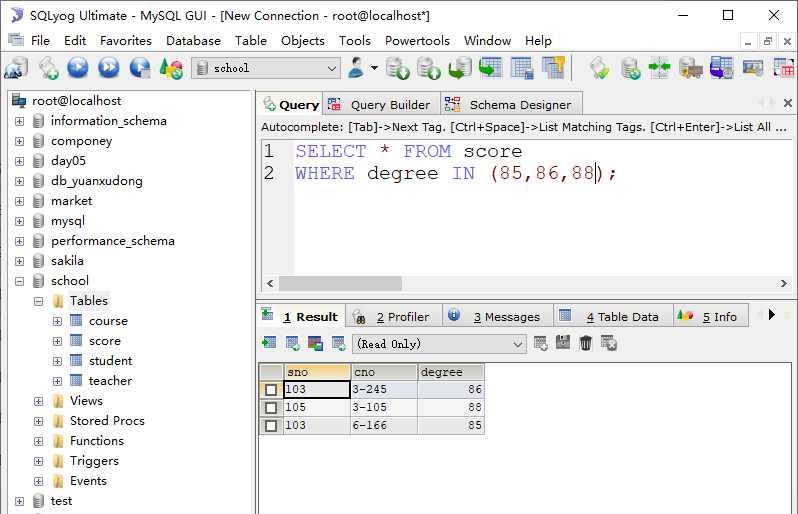 SQLyog Ultimate - MySQL GUI - [New Connection - root@localhost*]
File Edit Favorites Database Table Objects Tools Powertools Window Help
school
root@localhost
information_schema
componey
day05
db_yuanxudong
market
mysql
performance_schema
sakila
school
Tables
course
score
student
teacher
Views
Stored Procs
Functions
Triggers
Events
test
Query Query Builder Schema Designer
Autocomplete: [Tab]->Next Tag. [Ctrl+Space]->List Matching Tags. [Ctrl+Enter]->List All ...
1 SELECT * FROM score
2 WHERE degree IN (85,86,88);
1 Result 2 Profiler 3 Messages 4 Table Data 5 Info
(Read Only)
sno cno degree
103 3-245 86
105 3-105 88
103 6-166 85